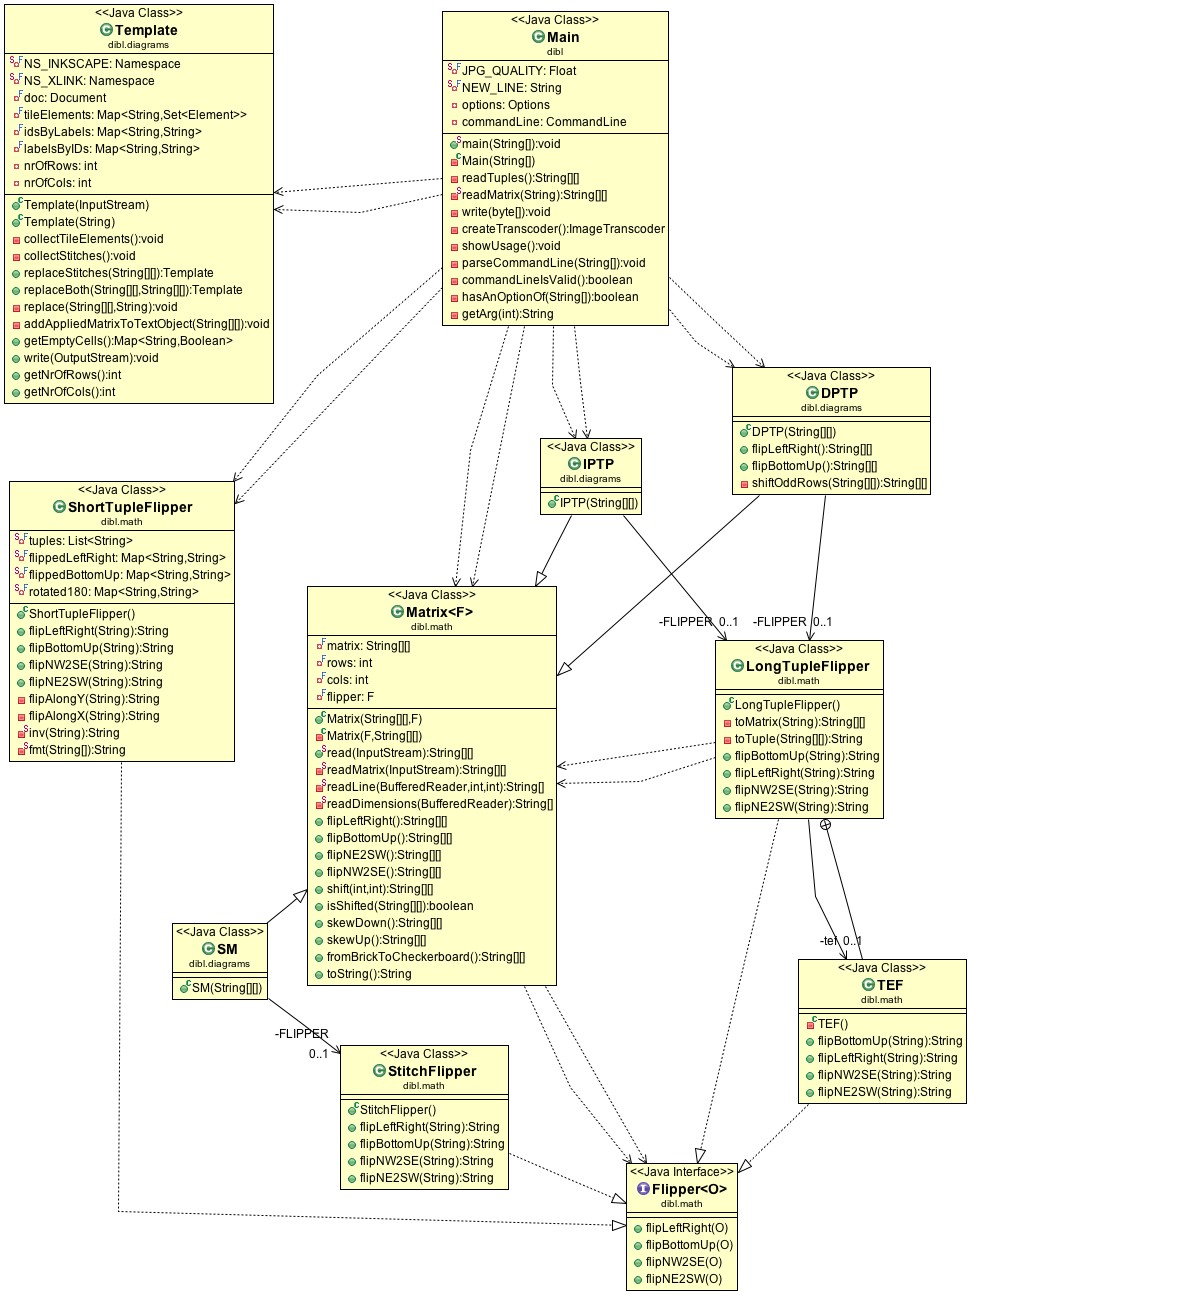 <<Java Class>>
Template
dibl.diagrams
NS_INKSCAPE: Namespace
NS_XLINK: Namespace
doc: Document
tileElements: Map<String,Set<Element>>
idsByLabels: Map<String,String>
labelsByIDs: Map<String,String>
nrOfRows: int
nrOfCols: int
Template(InputStream)
Template(String)
collectTileElements():void
collectStitches():void
replaceStitches(String[][]):Template
replaceBoth(String[][],String[][]):Template
replace(String[][],String):void
addAppliedMatrixToTextObject(String[][]):void
getEmptyCells():Map<String,Boolean>
write(OutputStream):void
getNrOfRows():int
getNrOfCols():int
<<Java Class>>
Main
dibl
JPG_QUALITY: Float
NEW_LINE: String
options: Options
commandLine: CommandLine
main(String[]):void
Main(String[])
readTuples():String[][]
readMatrix(String):String[][]
write(byte[]):void
createTranscoder():ImageTranscoder
showUsage():void
parseCommandLine(String[]):void
commandLineIsValid():boolean
hasAnOptionOf(String[]):boolean
getArg(int):String
<<Java Class>>
DPTP
dibl.diagrams
DPTP(String[][])
flipLeftRight():String[][]
flipBottomUp():String[][]
shiftOddRows(String[][]):String[][]
<<Java Class>>
IPTP
dibl.diagrams
IPTP(String[][])
<<Java Class>>
ShortTupleFlipper
dibl.math
tuples: List<String>
flippedLeftRight: Map<String,String>
flippedBottomUp: Map<String,String>
rotated180: Map<String,String>
ShortTupleFlipper()
flipLeftRight(String):String
flipBottomUp(String):String
flipNW2SE(String):String
flipNE2SW(String):String
flipAlongY(String):String
flipAlongX(String):String
inv(String):String
fmt(String[]):String
<<Java Class>>
Matrix<F>
dibl.math
matrix: String[][]
rows: int
cols: int
flipper: F
Matrix(String[][],F)
Matrix(F,String[][])
read(InputStream):String[][]
readMatrix(InputStream):String[][]
readLine(BufferedReader,int,int):String[]
readDimensions(BufferedReader):String[]
flipLeftRight():String[][]
flipBottomUp():String[][]
flipNE2SW():String[][]
flipNW2SE():String[][]
shift(int,int):String[][]
isShifted(String[][]):boolean
skewDown():String[][]
skewUp():String[][]
fromBrickToCheckerboard():String[][]
toString():String
-FLIPPER 0..1
-FLIPPER 0..1
<<Java Class>>
LongTupleFlipper
dibl.math
LongTupleFlipper()
toMatrix(String):String[][]
toTuple(String[][]):String
flipBottomUp(String):String
flipLeftRight(String):String
flipNW2SE(String):String
flipNE2SW(String):String
<<Java Class>>
SM
dibl.diagrams
SM(String[][])
-FLIPPER
0..1
-tef 0..1
<<Java Class>>
TEF
dibl.math
TEF()
flipBottomUp(String):String
flipLeftRight(String):String
flipNW2SE(String):String
flipNE2SW(String):String
<<Java Class>>
StitchFlipper
dibl.math
StitchFlipper()
flipLeftRight(String):String
flipBottomUp(String):String
flipNW2SE(String):String
flipNE2SW(String):String
<<Java Interface>>
Flipper<O>
dibl.math
flipLeftRight(O)
flipBottomUp(O)
flipNW2SE(O)
flipNE2SW(O)